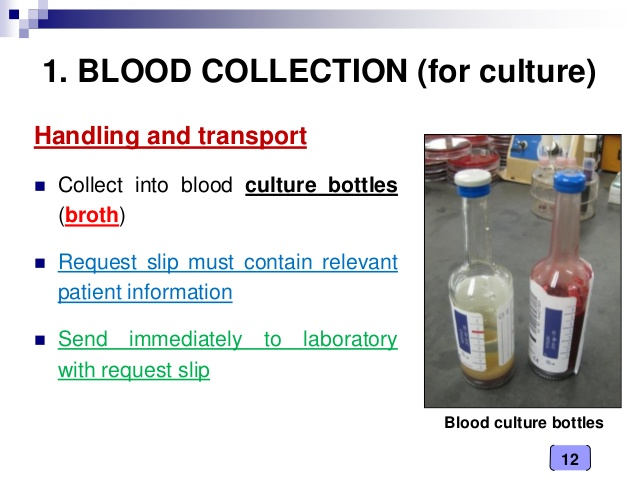 1. BLOOD COLLECTION (for culture)
Handling and transport
Collect into blood culture bottles
(broth)
Request slip must contain relevant
patient information
Send immediately to laboratory
with request slip
Blood culture bottles
12